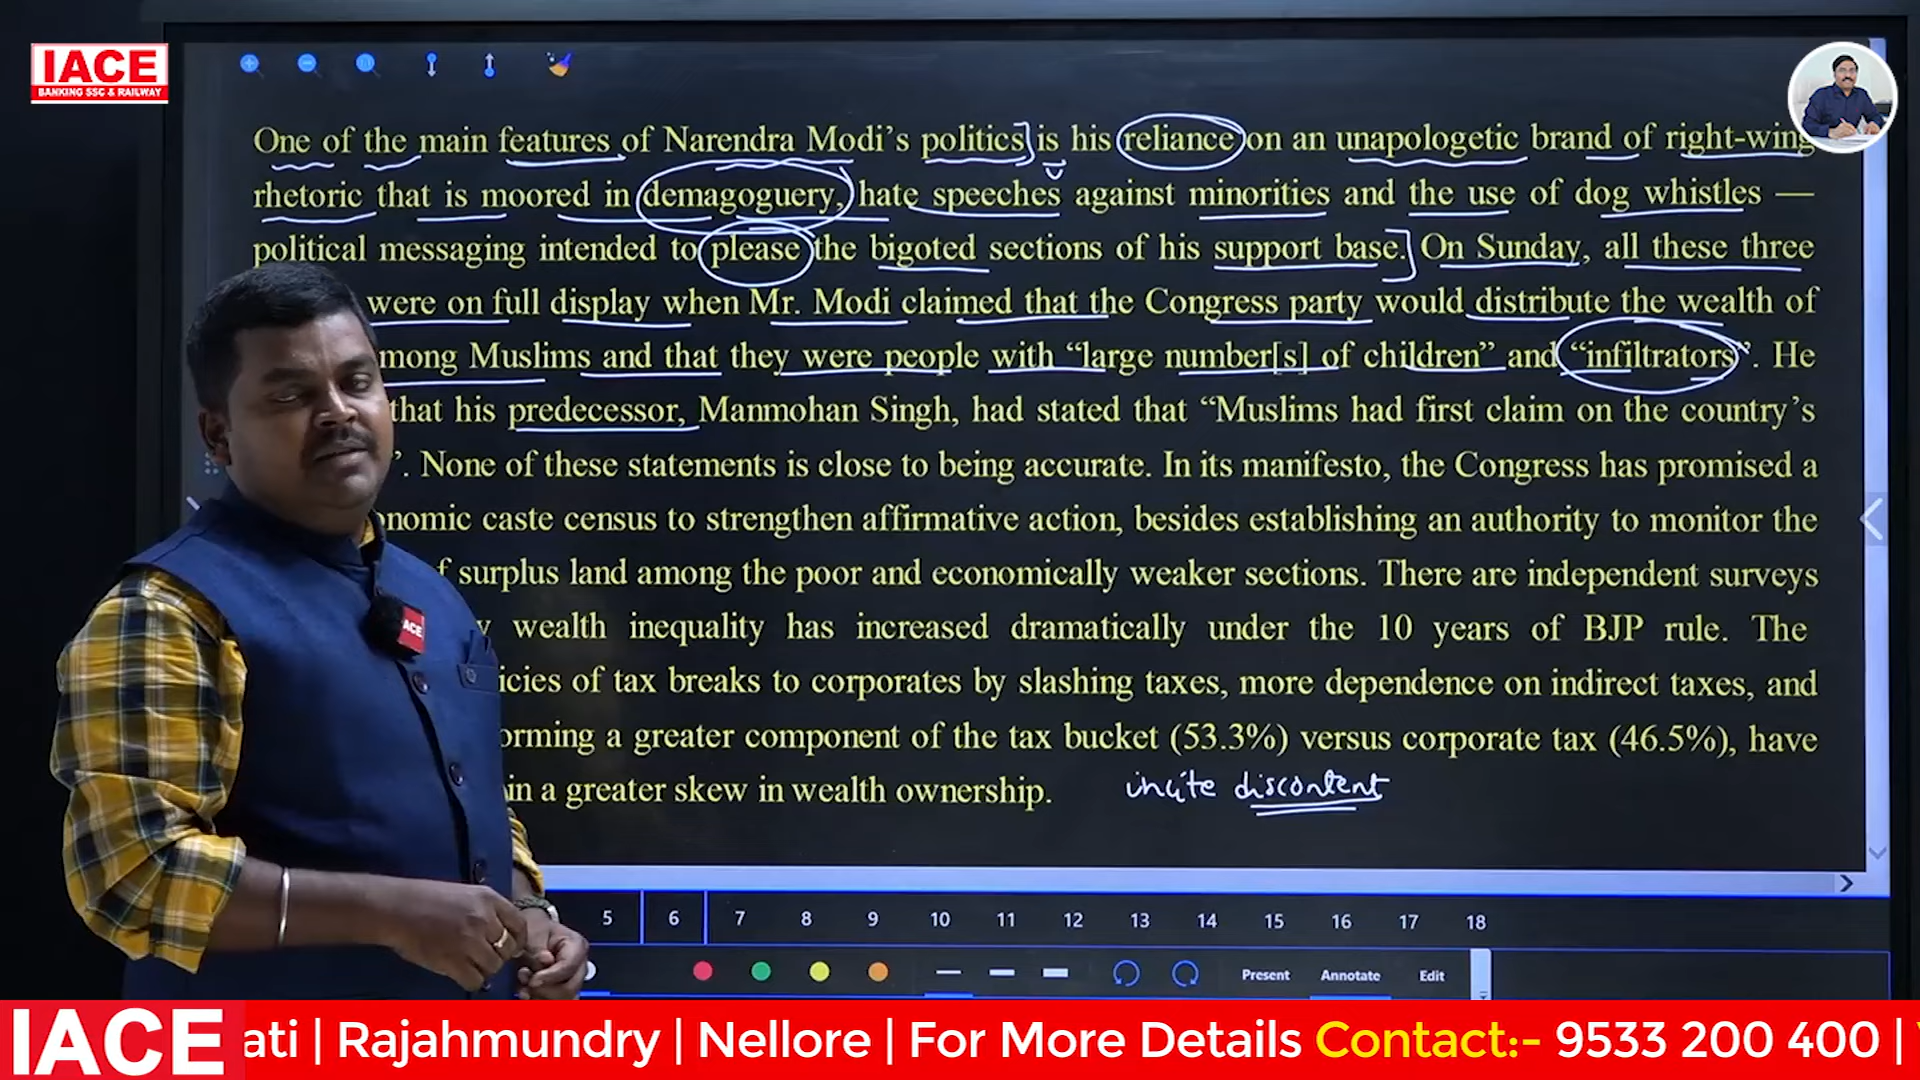 IACE
BANKING SSC & RAILWAY
One of the main features of Narendra Modi’s politics is his reliance on an unapologetic brand of right-wing
rhetoric that is moored in demagoguery, hate speeches against minorities and the use of dog whistles —
political messaging intended to please the bigoted sections of his support base. On Sunday, all these three
were on full display when Mr. Modi claimed that the Congress party would distribute the wealth of
mong Muslims and that they were people with “large number[s] of children” and “infiltrators”. He
that his predecessor, Manmohan Singh, had stated that “Muslims had first claim on the country’s
”. None of these statements is close to being accurate. In its manifesto, the Congress has promised a
nomic caste census to strengthen affirmative action, besides establishing an authority to monitor the
f surplus land among the poor and economically weaker sections. There are independent surveys
y wealth inequality has increased dramatically under the 10 years of BJP rule. The
icies of tax breaks to corporates by slashing taxes, more dependence on indirect taxes, and
orming a greater component of the tax bucket (53.3%) versus corporate tax (46.5%), have
in a greater skew in wealth ownership.
incite discontent
ACE
5 6 7 8 9 10 11 12 13 14 15 16 17 18
Present Annotate Edit
IACE
ati | Rajahmundry | Nellore | For More Details Contact:- 9533 200 400 |